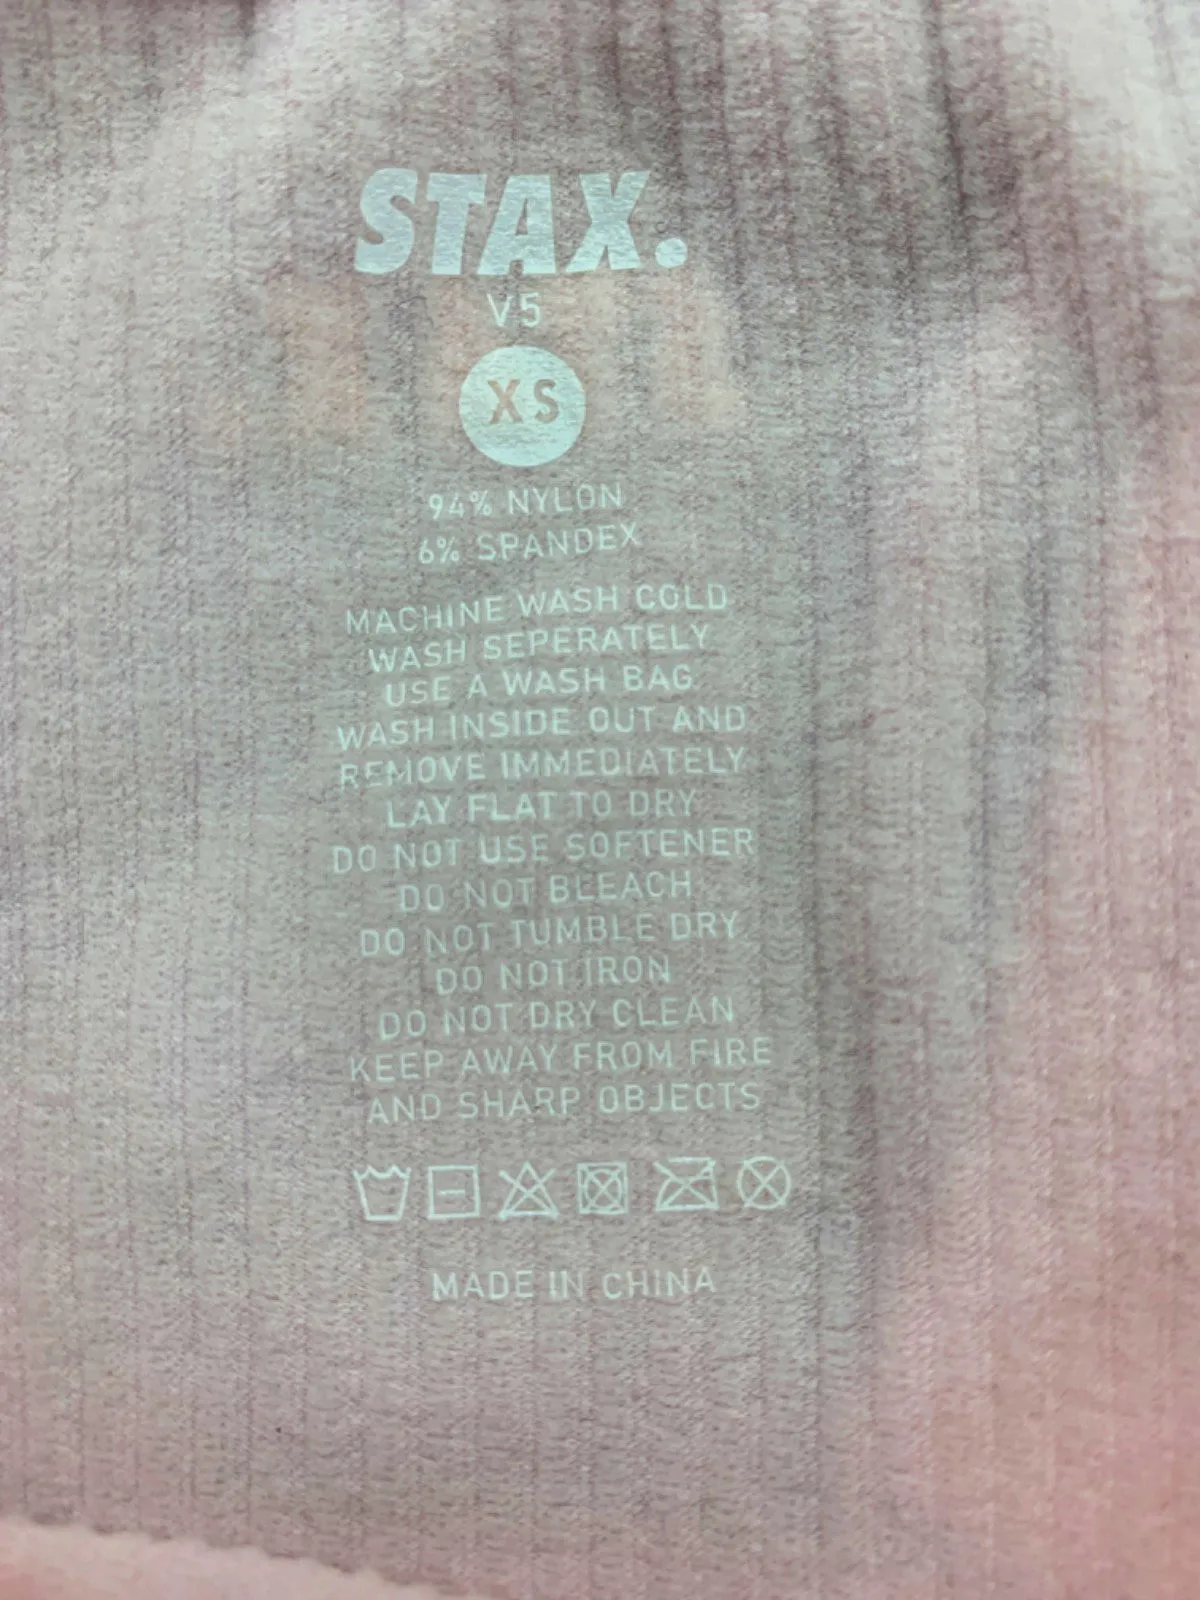 STAX.
V5
XS
94% NYLON
6% SPANDEX
MACHINE WASH COLD
WASH SEPERATELY
USE A WASH BAG
WASH INSIDE OUT AND
REMOVE IMMEDIATELY
LAY FLAT TO DRY
DO NOT USE SOFTENER
DO NOT BLEACH
DO NOT TUMBLE DRY
DO NOT IRON
DO NOT DRY CLEAN
KEEP AWAY FROM FIRE
AND SHARP OBJECTS
MADE IN CHINA